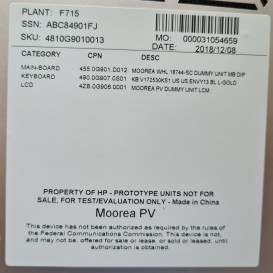 PLANT: F715
SSN: ABC84901FJ
SKU: 4810G9010013 MO: 000031054659
DATE: 2018/12/08
CATEGORY CPN DESC
MAIN-BOARD 455.0G901.D012 MOOREA WHL 18744-SC DUMMY UNIT MB D/P
KEYBOARD 490.0G907.0S01 KB V172530KS1 US US ENVY13.BL L-GOLD
LCD 4Z8.0G906.0001 MOOREA PV DUMMY UNIT LCM
PROPERTY OF HP - PROTOTYPE UNITS NOT FOR
SALE, FOR TEST/EVALUATION ONLY - Made in China
Moorea PV
This device has not been authorized as required by the rules of
the Federal Communications Commission. This device is not,
and may not be, offered for sale or lease, or sold or leased, until
authorization is obtained.